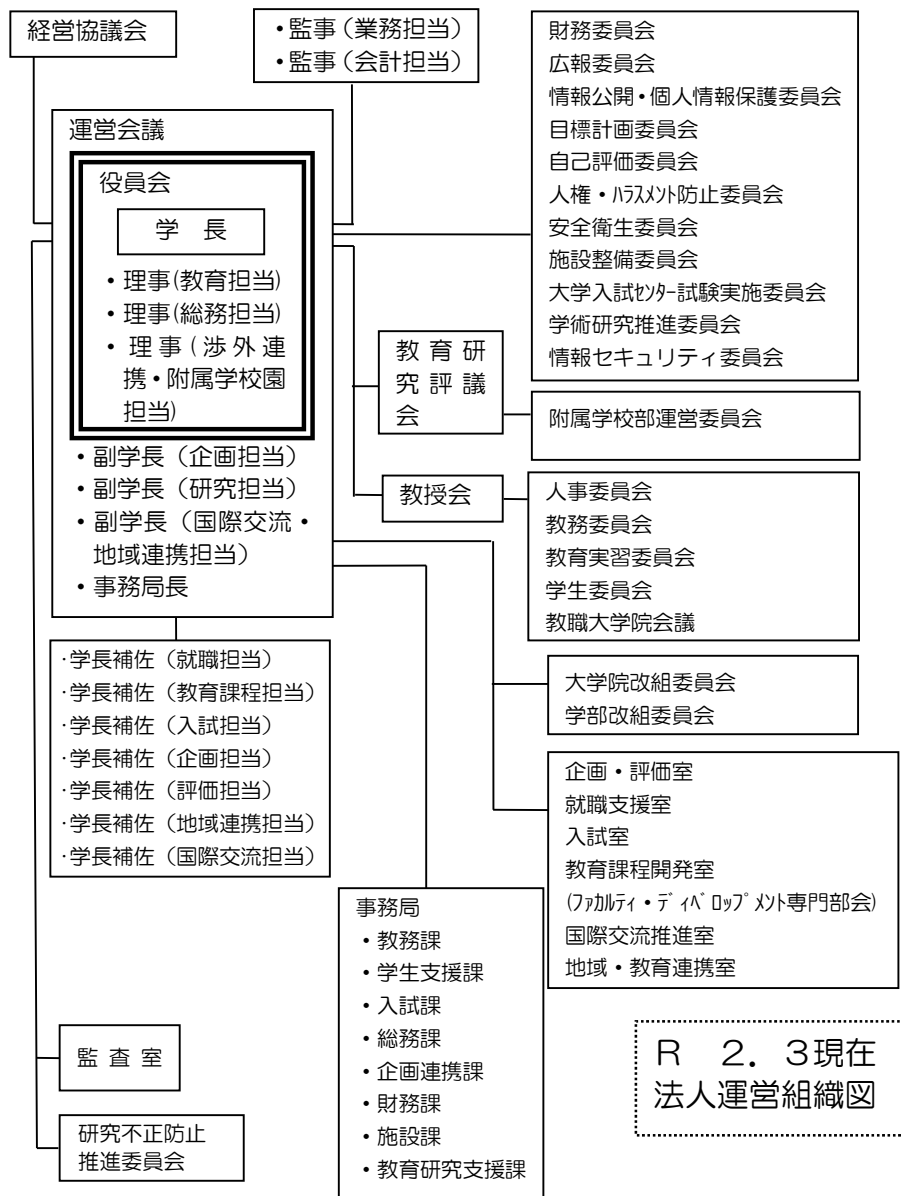 経営協議会
・監事（業務担当）
・監事（会計担当）
財務委員会
広報委員会
情報公開・個人情報保護委員会
目標計画委員会
自己評価委員会
人権・ﾊﾗｽﾒﾝﾄ防止委員会
安全衛生委員会
施設整備委員会
大学入試ｾﾝﾀｰ試験実施委員会
学術研究推進委員会
情報セキュリティ委員会
運営会議
役員会
学　長
・理事(教育担当)
・理事(総務担当)
・理事(渉外連
携・附属学校園
担当)
・副学長（企画担当）
・副学長（研究担当）
・副学長（国際交流・
地域連携担当）
・事務局長
教育研
究評議
会
附属学校部運営委員会
教授会
人事委員会
教務委員会
教育実習委員会
学生委員会
教職大学院会議
・学長補佐（就職担当）
・学長補佐（教育課程担当）
・学長補佐（入試担当）
・学長補佐（企画担当）
・学長補佐（評価担当）
・学長補佐（地域連携担当）
・学長補佐（国際交流担当）
大学院改組委員会
学部改組委員会
企画・評価室
就職支援室
入試室
教育課程開発室
(ﾌｧｶﾙﾃｨ・ﾃﾞｨﾍﾞﾛｯﾌﾟﾒﾝﾄ専門部会)
国際交流推進室
地域・教育連携室
事務局
・教務課
・学生支援課
・入試課
・総務課
・企画連携課
・財務課
・施設課
・教育研究支援課
監査室
研究不正防止
推進委員会
Ｒ　２．３現在
法人運営組織図